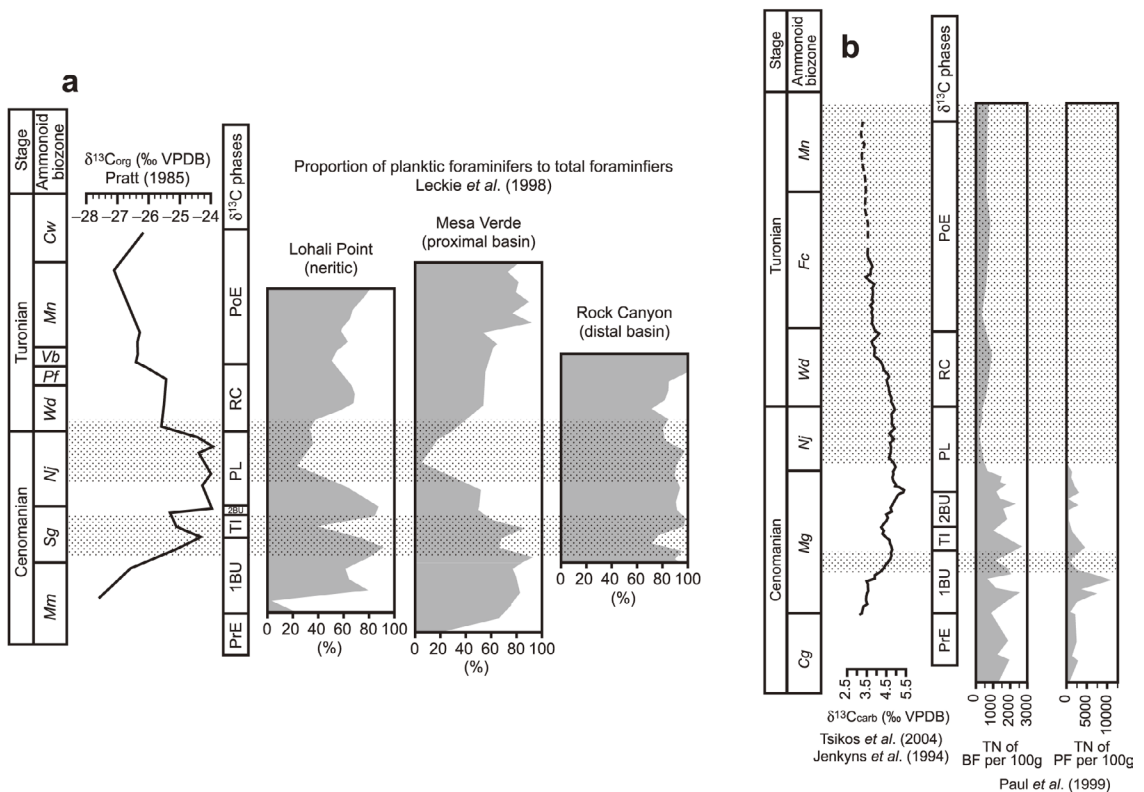 a
Stage
Ammonoid biozone
δ13Corg (‰ VPDB)
Pratt (1985)
−28 −27 −26 −25 −24
δ13C phases
Proportion of planktic foraminifers to total foraminfiers
Leckie et al. (1998)
Lohali Point
(neritic)
Mesa Verde
(proximal basin)
Rock Canyon
(distal basin)
Turonian
Cenomanian
Cw
Mn
Vb
Pf
Wd
Nj
Sg
Mm
PoE
RC
PL
2BU
TI
1BU
PrE
0 20 40 60 80 100
(%)
0 20 40 60 80 100
(%)
0 20 40 60 80 100
(%)
b
Stage
Ammonoid biozone
δ13C phases
Turonian
Cenomanian
Mn
Fc
Wd
Nj
Mg
Cg
PoE
RC
PL
2BU
TI
1BU
PrE
2.5 3.5 4.5 5.5
δ13Ccarb (‰ VPDB)
Tsikos et al. (2004)
Jenkyns et al. (1994)
0 1000 2000 3000
TN of
BF per 100g
0 5000 10000
TN of
PF per 100g
Paul et al. (1999)